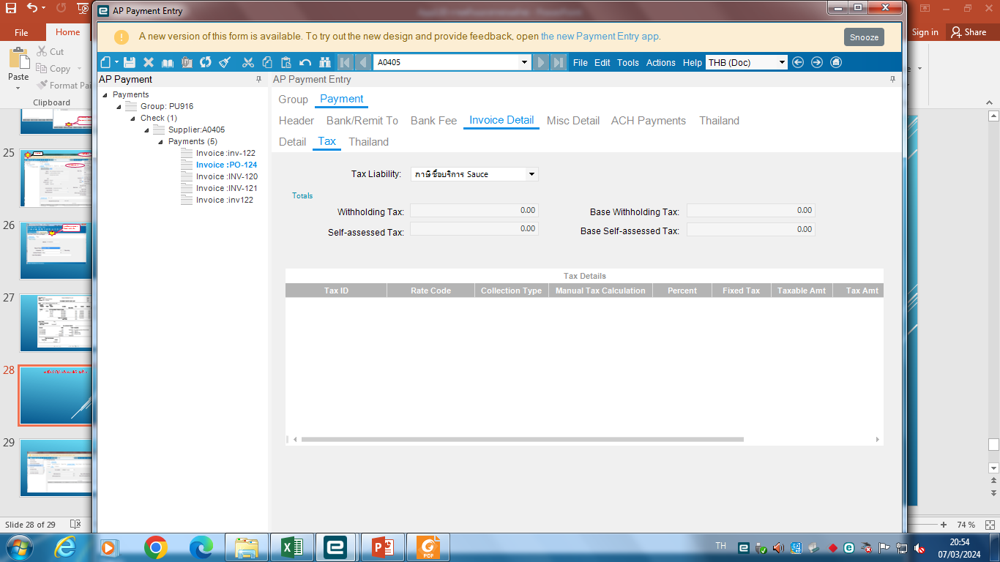 AP Payment Entry
A new version of this form is available. To try out the new design and provide feedback, open the new Payment Entry app.
Snooze
File
Home
Sign in
Share
Cut
Copy
Format Pai
Paste
Clipboard
A0405
File Edit Tools Actions Help
THB (Doc)
AP Payment
AP Payment Entry
Payments
Group: PU916
Check (1)
Supplier:A0405
Payments (5)
Invoice :inv-122
Invoice :PO-124
Invoice :INV-120
Invoice :INV-121
Invoice :inv122
Group Payment
Header Bank/Remit To Bank Fee Invoice Detail Misc Detail ACH Payments Thailand
Detail Tax Thailand
Tax Liability: ภาษีซื้อบริการ Sauce
Totals
Withholding Tax: 0.00 Base Withholding Tax: 0.00
Self-assessed Tax: 0.00 Base Self-assessed Tax: 0.00
Tax Details
Tax ID Rate Code Collection Type Manual Tax Calculation Percent Fixed Tax Taxable Amt Tax Amt
25
26
27
28
29
Slide 28 of 29
74 %
TH
PDF
20:54
07/03/2024